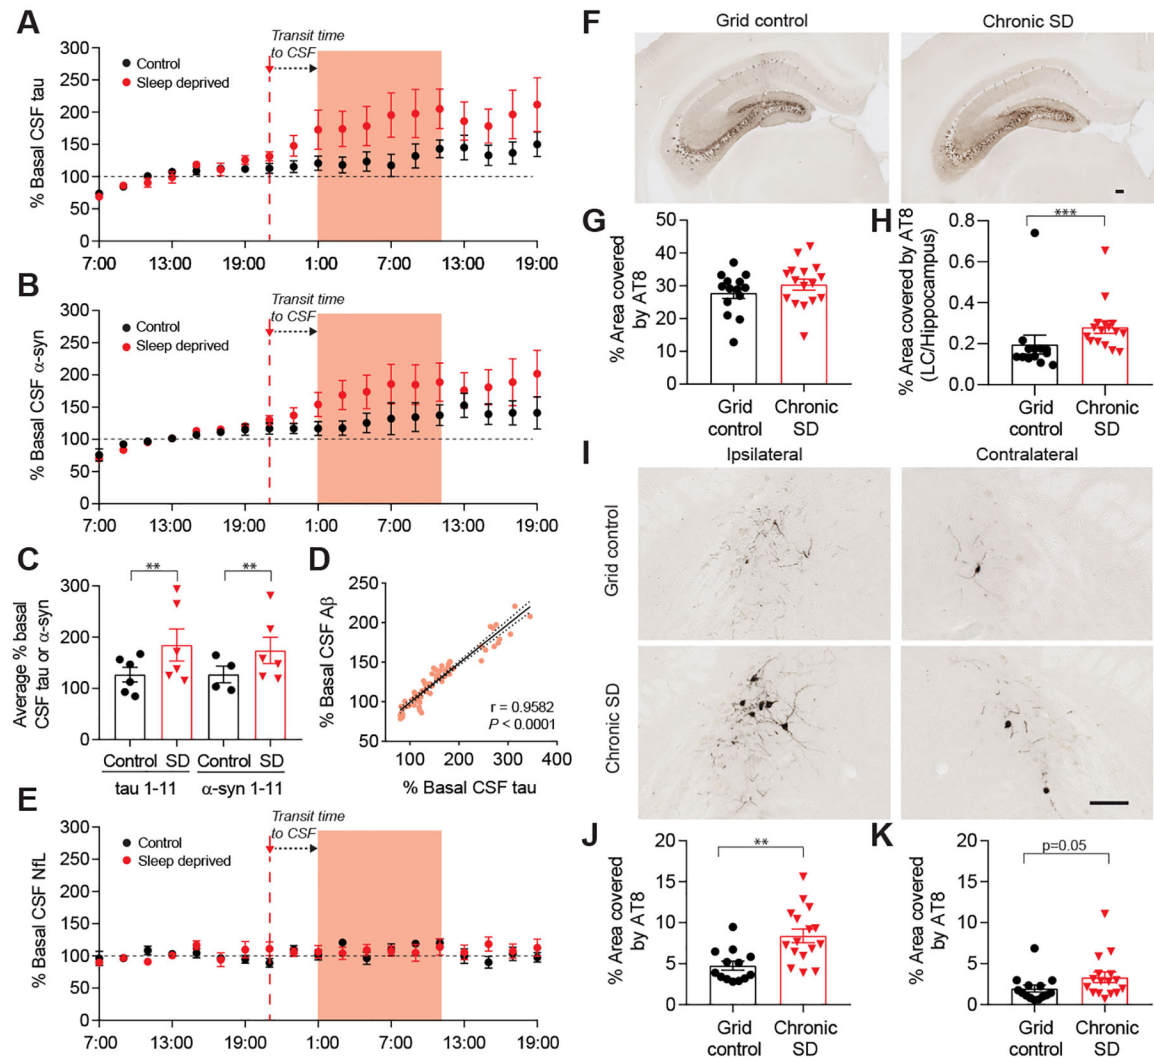 A
Transit time
to CSF
Control
Sleep deprived
% Basal CSF tau
300
250
200
150
100
50
0
7:00 13:00 19:00 1:00 7:00 13:00 19:00
B
Transit time
to CSF
Control
Sleep deprived
% Basal CSF α-syn
300
250
200
150
100
50
0
7:00 13:00 19:00 1:00 7:00 13:00 19:00
C
** **
Average % basal
CSF tau or α-syn
300
200
100
0
Control SD Control SD
tau 1-11 α-syn 1-11
D
% Basal CSF Aβ
250
200
150
100
50
r = 0.9582
P < 0.0001
0 100 200 300 400
% Basal CSF tau
E
Transit time
to CSF
Control
Sleep deprived
% Basal CSF NfL
300
250
200
150
100
50
0
7:00 13:00 19:00 1:00 7:00 13:00 19:00
F
Grid control Chronic SD
G
% Area covered
by AT8
50
40
30
20
10
0
Grid
control
Chronic
SD
H
***
% Area covered by AT8
(LC/Hippocampus)
0.8
0.6
0.4
0.2
0.0
Grid
control
Chronic
SD
I
Ipsilateral Contralateral
Grid control
Chronic SD
J
**
% Area covered
by AT8
20
15
10
5
0
Grid
control
Chronic
SD
K
p=0.05
% Area covered
by AT8
20
15
10
5
0
Grid
control
Chronic
SD